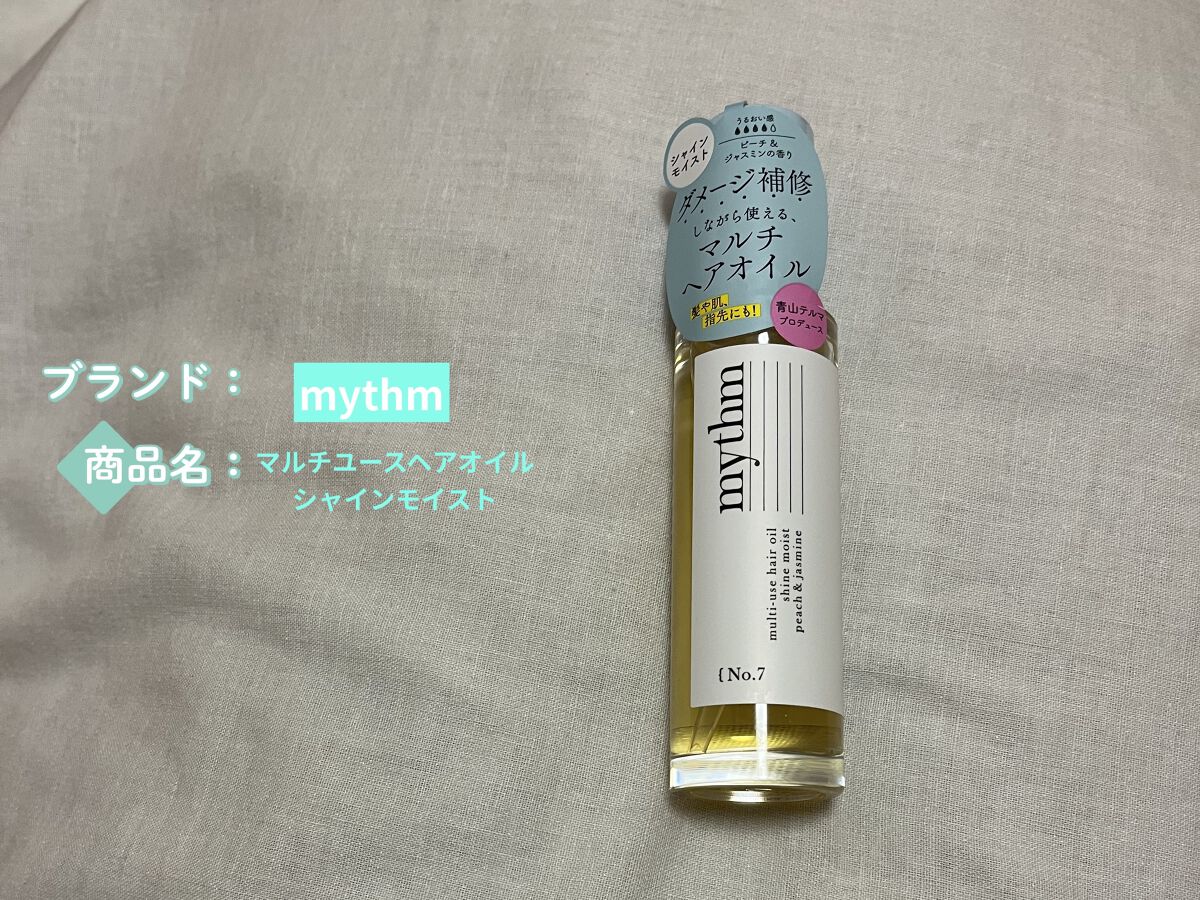 ブランド：
mythm
商品名：
マルチユースヘアオイル
シャインモイスト
うるおい感
シャイン
モイスト
ピーチ＆
ジャスミンの香り
ダメージ補修
しながら使える、
マルチ
ヘアオイル
髪や肌、
指先にも!
青山テルマ
プロデュース
mythm
multi-use hair oil
shine moist
peach & jasmine
{ No.7